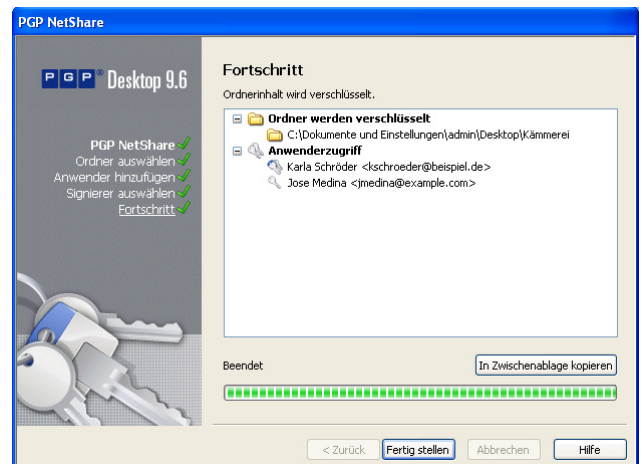 PGP NetShare
PGP® Desktop 9.6
PGP NetShare
Ordner auswählen
Anwender hinzufügen
Signierer auswählen
Fortschritt
Fortschritt
Ordnerinhalt wird verschlüsselt.
Ordner werden verschlüsselt
C:\Dokumente und Einstellungen\admin\Desktop\Kämmerei
Anwenderzugriff
Karla Schröder <kschroeder@beispiel.de>
Jose Medina <jmedina@example.com>
Beendet
In Zwischenablage kopieren
< Zurück
Fertig stellen
Abbrechen
Hilfe